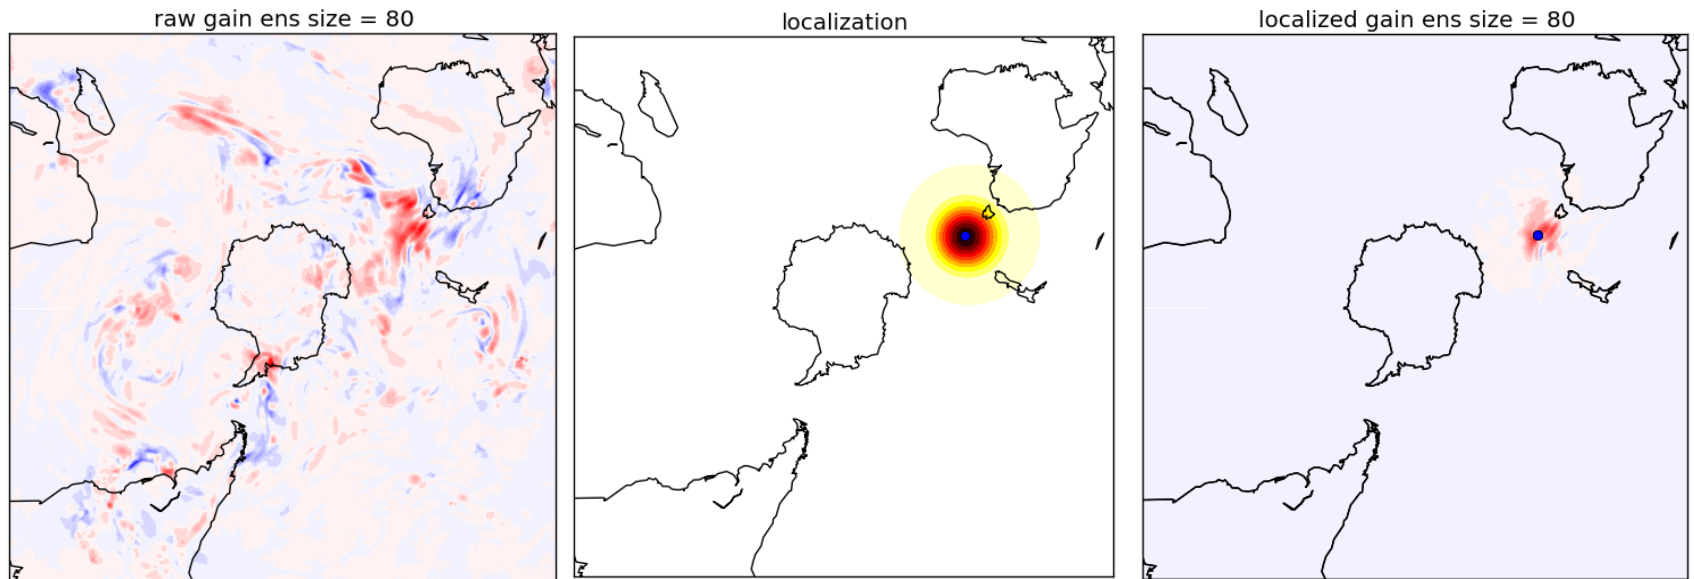 raw gain ens size = 80
localization
localized gain ens size = 80